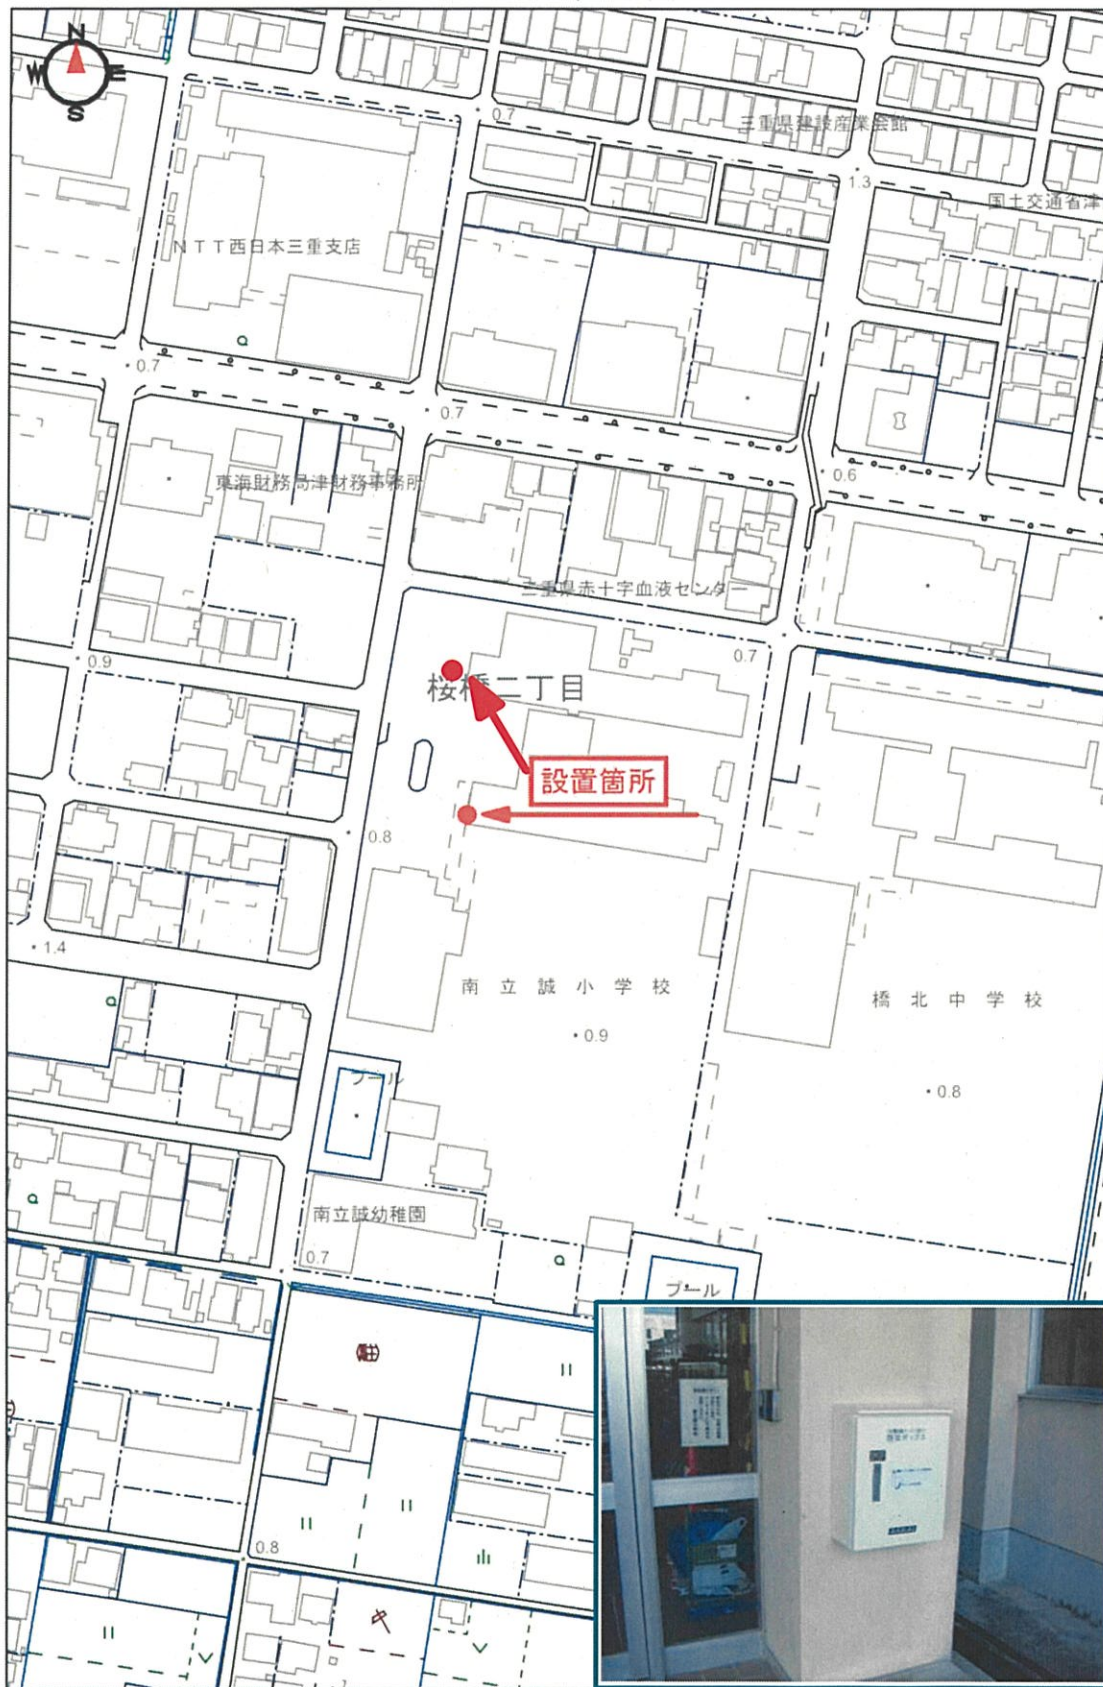 N
W E
S
0.7
三重県建設産業会館
1.3
国土交通省津
NTT西日本三重支店
0.7
0.7
0.6
東海財務局津財務事務所
三重県赤十字血液センター
0.7
0.9
桜橋二丁目
設置箇所
0.8
1.4
南立誠小学校
橋北中学校
0.9
0.8
プール
南立誠幼稚園
0.7
プール
0.8